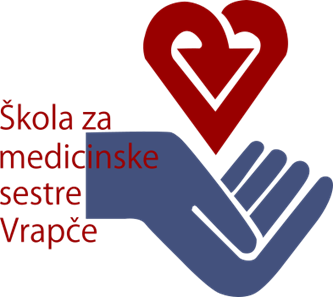 Škola za
medicinske
sestre
Vrapče